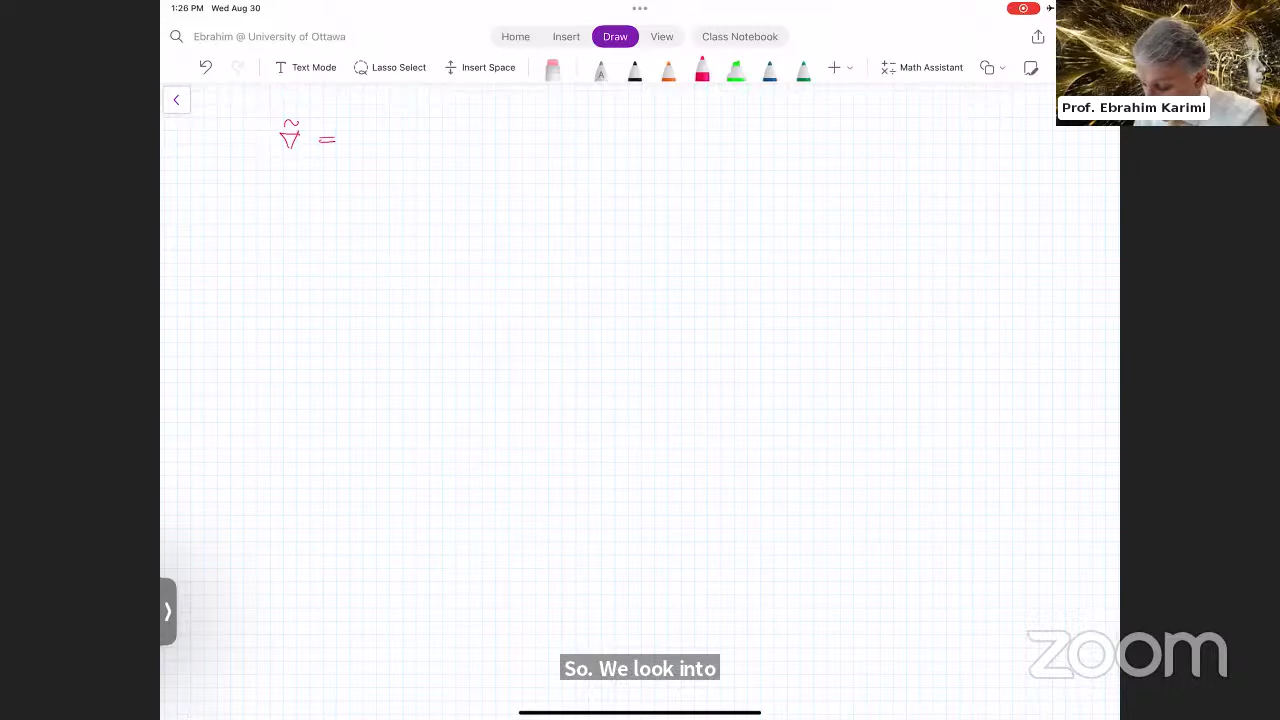 1:26 PM Wed Aug 30
Ebrahim @ University of Ottawa
Home Insert Draw View Class Notebook
Text Mode Lasso Select Insert Space A Math Assistant
Prof. Ebrahim Karimi
∇̃ =
zoom
So. We look into